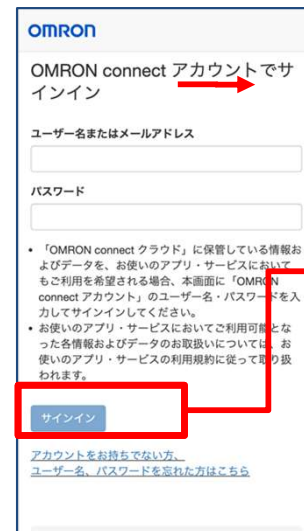 OMRON
OMRON connect アカウントでサ
インイン
ユーザー名またはメールアドレス
パスワード
• 「OMRON connect クラウド」に保管している情報お
よびデータを、お使いのアプリ・サービスにおいて
もご利用を希望される場合、本画面に「OMRON
connect アカウント」のユーザー名・パスワードを入
力してサインインしてください。
• お使いのアプリ・サービスにおいてご利用可能とな
った各情報およびデータのお取扱いについては、お
使いのアプリ・サービスの利用規約に従って取り扱
われます。
サインイン
アカウントをお持ちでない方、
ユーザー名、パスワードを忘れた方はこちら